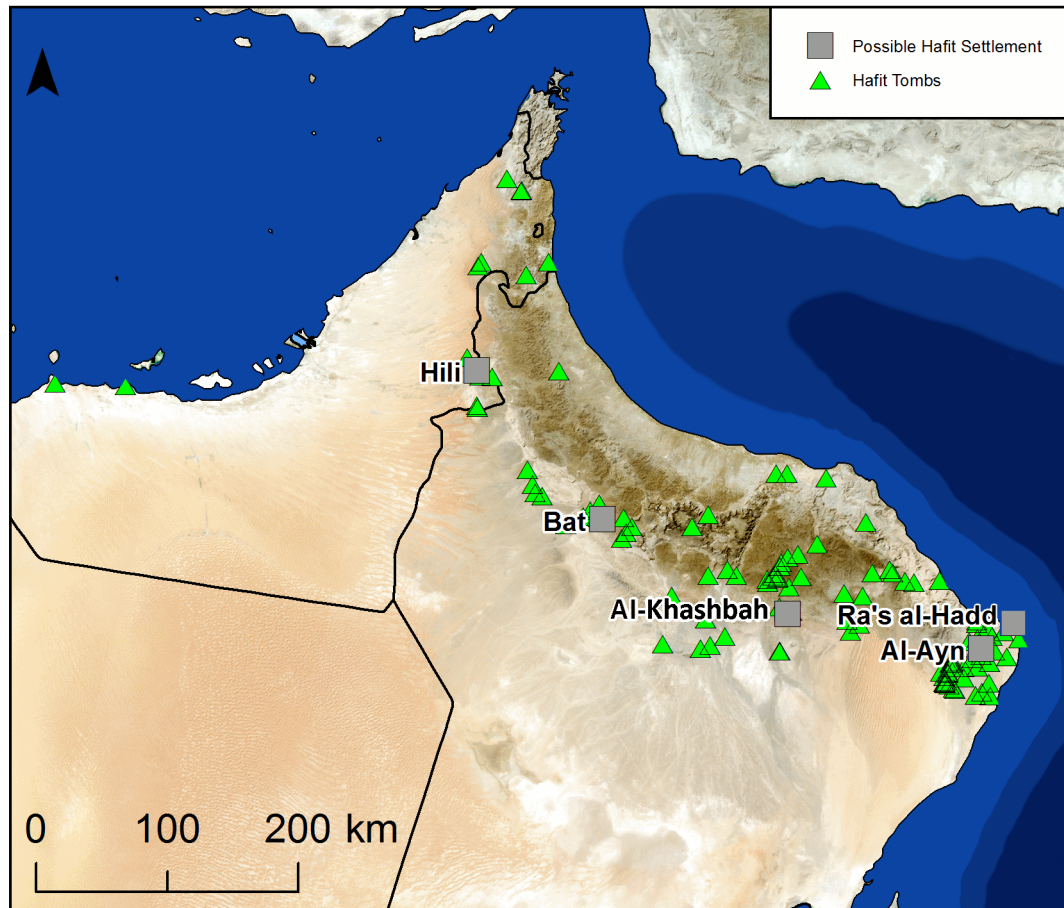 Possible Hafit Settlement
Hafit Tombs
Hili
Bat
Al-Khashbah
Ra's al-Hadd
Al-Ayn
0 100 200 km